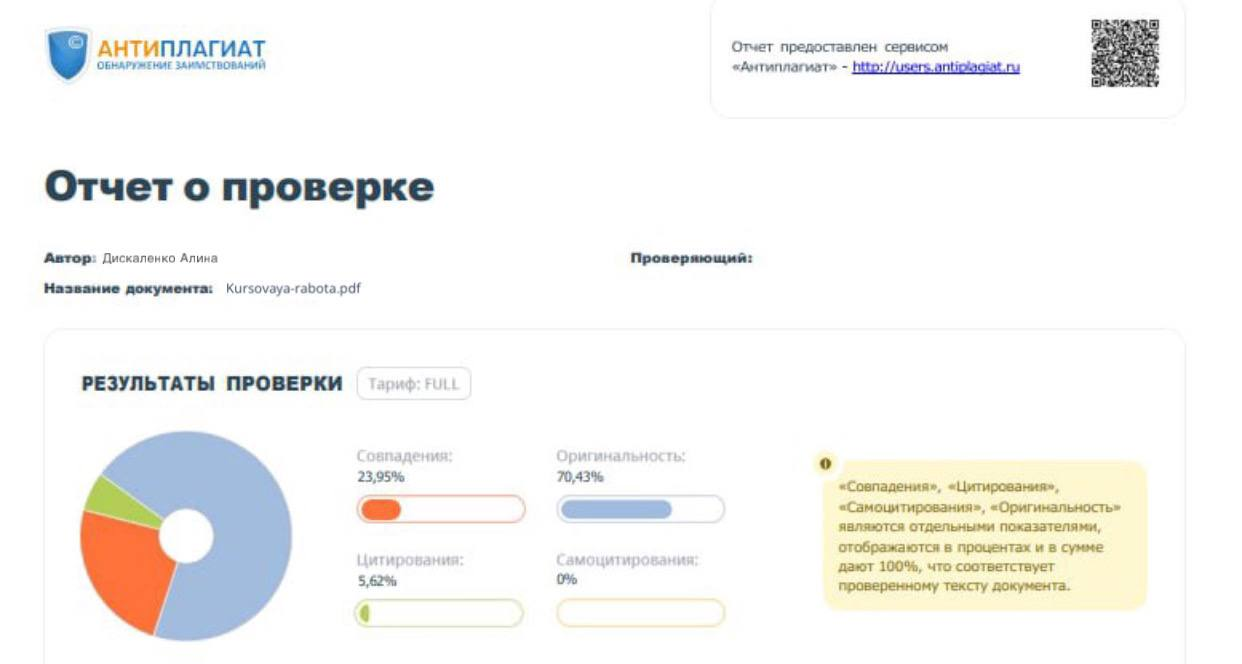 ©
АНТИПЛАГИАТ
ОБНАРУЖЕНИЕ ЗАИМСТВОВАНИЙ
Отчет предоставлен сервисом
«Антиплагиат» - http://users.antiplagiat.ru
Отчет о проверке
Автор: Дискаленко Алина
Проверяющий:
Название документа: Kursovaya-rabota.pdf
РЕЗУЛЬТАТЫ ПРОВЕРКИ Тариф: FULL
Совпадения:
23,95%
Оригинальность:
70,43%
Цитирования:
5,62%
Самоцитирования:
0%
«Совпадения», «Цитирования»,
«Самоцитирования», «Оригинальность»
являются отдельными показателями,
отображаются в процентах и в сумме
дают 100%, что соответствует
проверенному тексту документа.